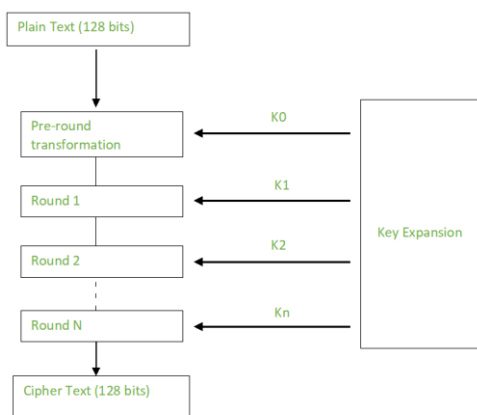 Plain Text (128 bits)
Pre-round
transformation
K0
Round 1
K1
Round 2
K2
Key Expansion
Round N
Kn
Cipher Text (128 bits)